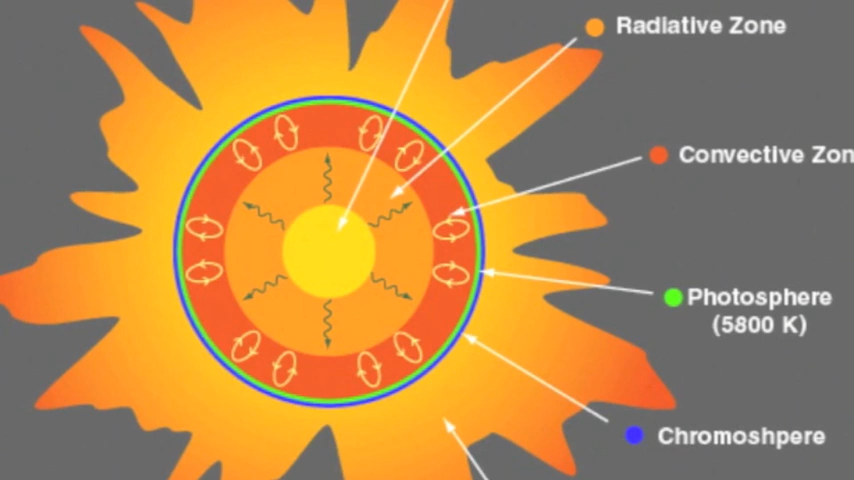 Radiative Zone
Convective Zon
Photosphere
(5800 K)
Chromoshpere